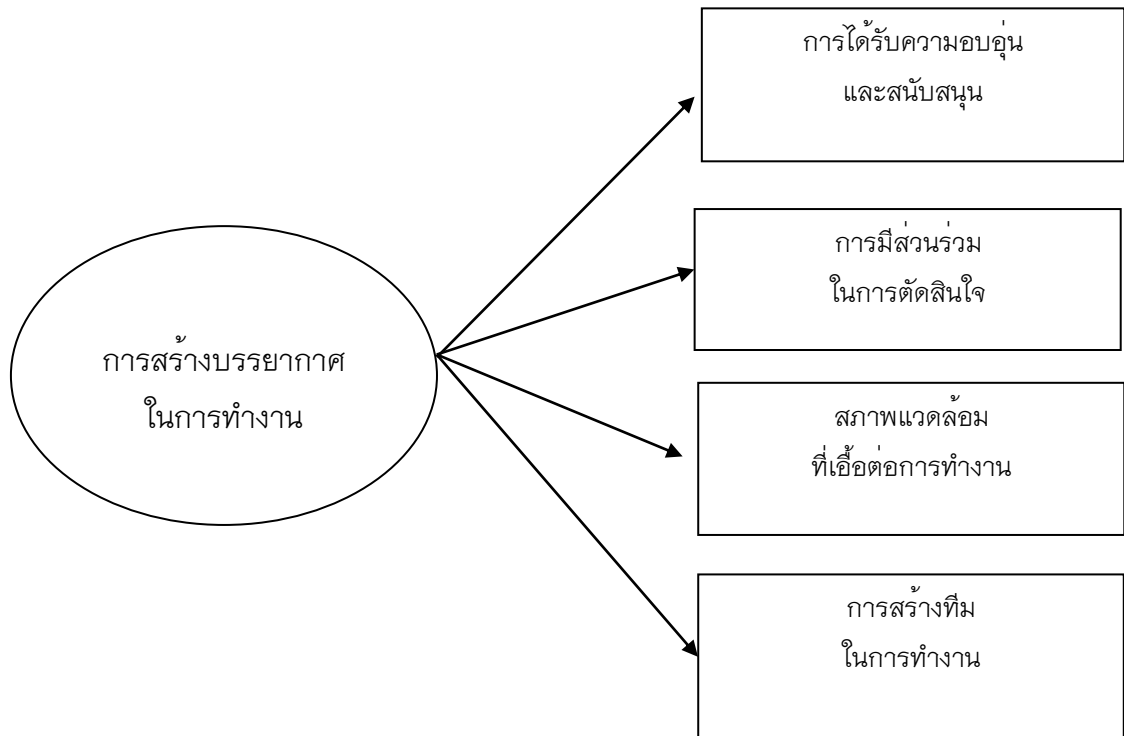 การสร้างบรรยากาศ
ในการทำงาน
การได้รับความอบอุ่น
และสนับสนุน
การมีส่วนร่วม
ในการตัดสินใจ
สภาพแวดล้อม
ที่เอื้อต่อการทำงาน
การสร้างทีม
ในการทำงาน